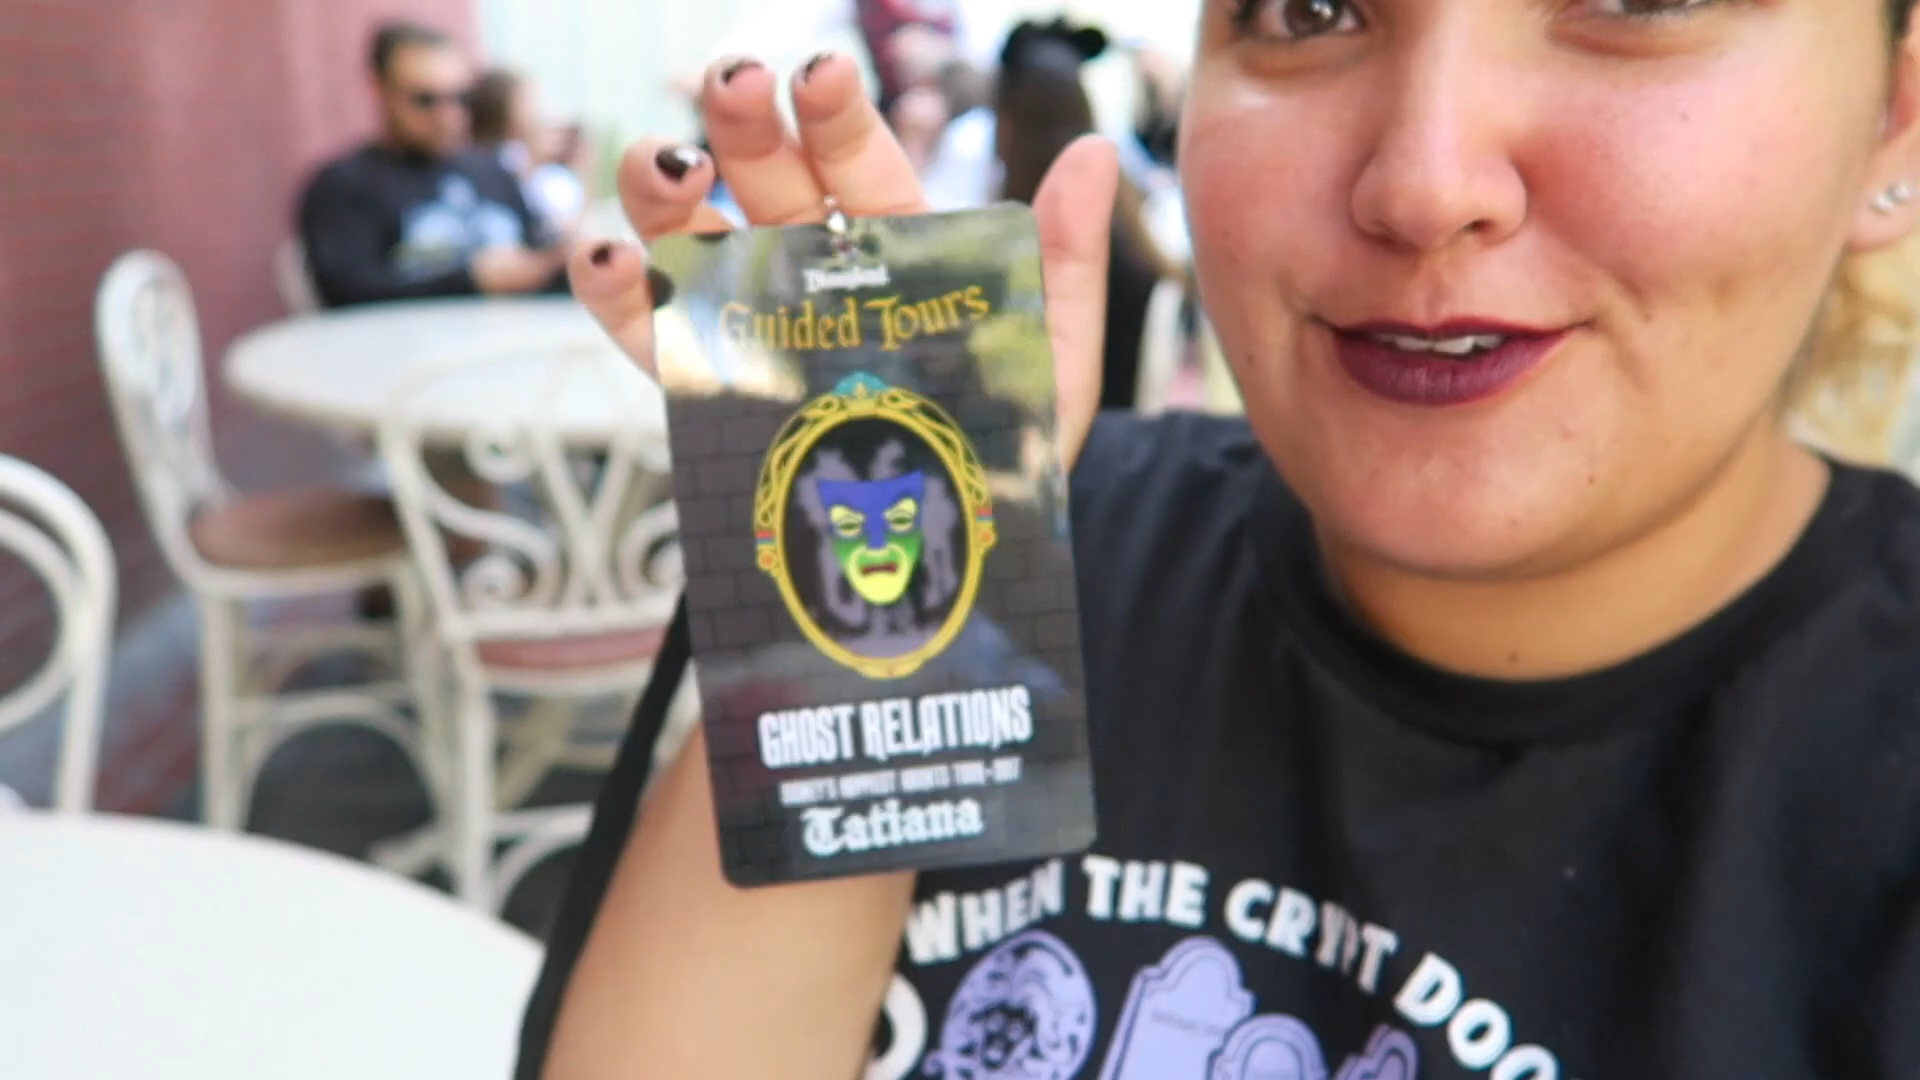 Disneyland
Guided Tours
GHOST RELATIONS
Tatiana
WHEN THE CRYPT DOO